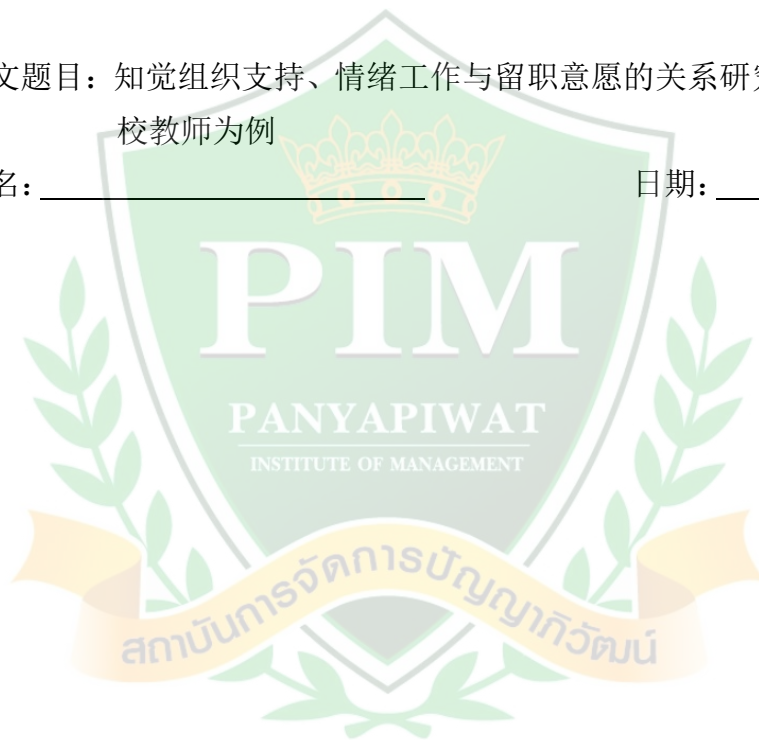 文题目：知觉组织支持、情绪工作与留职意愿的关系研究
校教师为例
名：
日期：
PIM
PANYAPIWAT
INSTITUTE OF MANAGEMENT
สถาบันการจัดการปัญญาภิวัฒน์